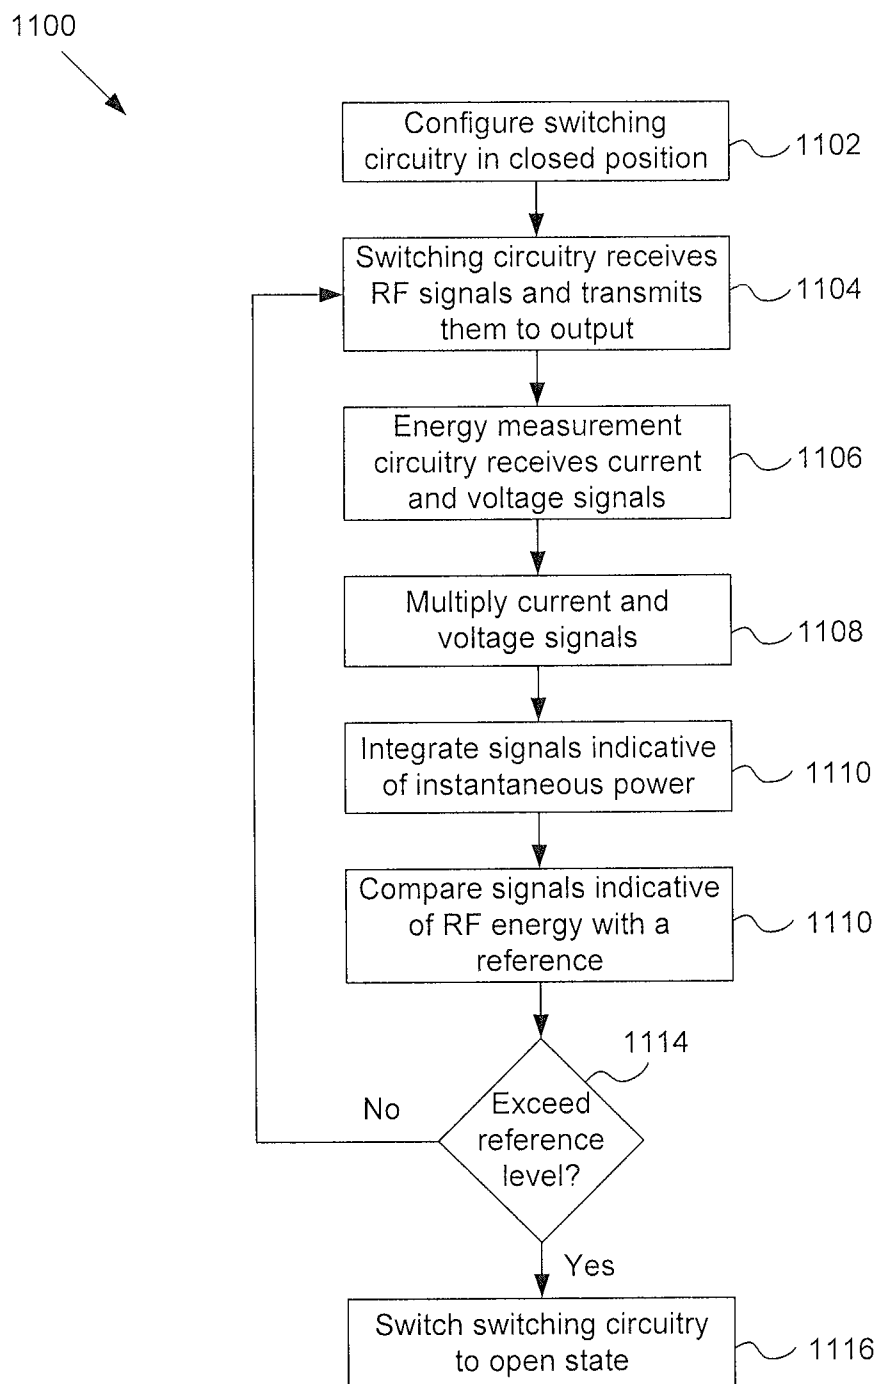 1100
Configure switching
circuitry in closed position
1102
Switching circuitry receives
RF signals and transmits
them to output
1104
Energy measurement
circuitry receives current
and voltage signals
1106
Multiply current and
voltage signals
1108
Integrate signals indicative
of instantaneous power
1110
Compare signals indicative
of RF energy with a
reference
1110
1114
Exceed
reference
level?
No
Yes
Switch switching circuitry
to open state
1116